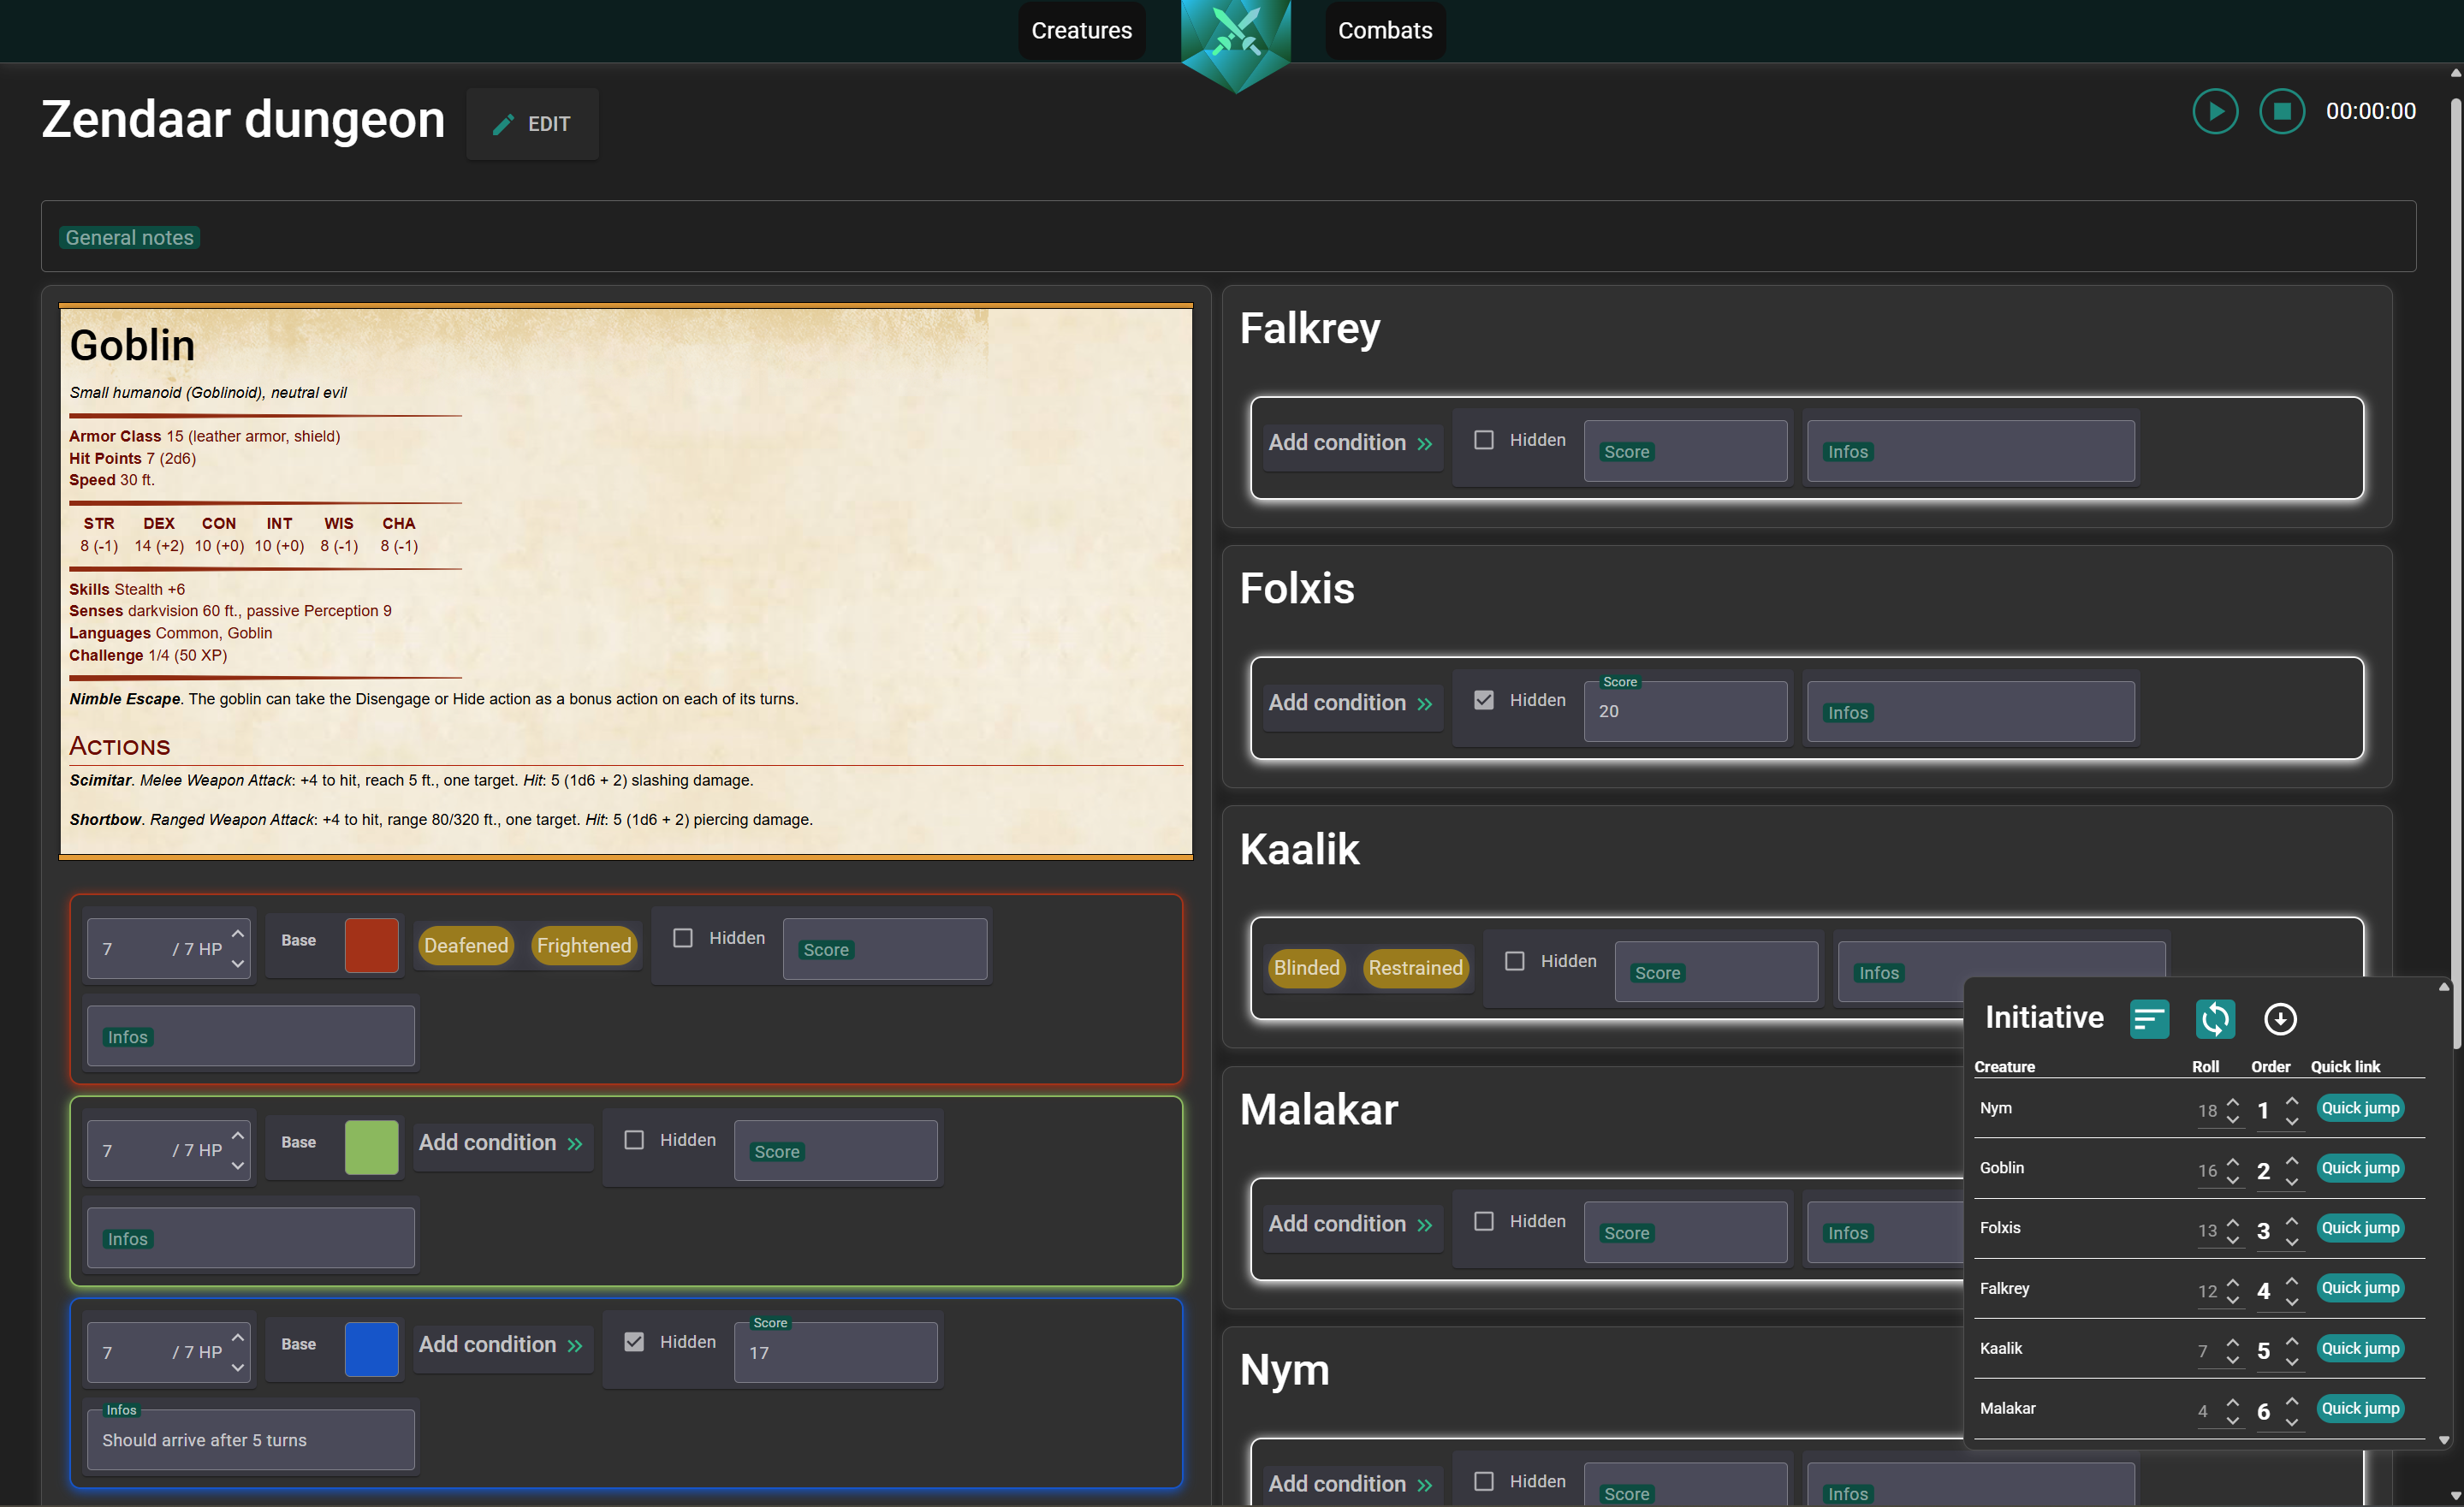 Creatures
Combats
Zendaar dungeon
EDIT
00:00:00
General notes
Goblin
Small humanoid (Goblinoid), neutral evil
Armor Class 15 (leather armor, shield)
Hit Points 7 (2d6)
Speed 30 ft.
STR DEX CON INT WIS CHA
8 (-1) 14 (+2) 10 (+0) 10 (+0) 8 (-1) 8 (-1)
Skills Stealth +6
Senses darkvision 60 ft., passive Perception 9
Languages Common, Goblin
Challenge 1/4 (50 XP)
Nimble Escape. The goblin can take the Disengage or Hide action as a bonus action on each of its turns.
Actions
Scimitar. Melee Weapon Attack: +4 to hit, reach 5 ft., one target. Hit: 5 (1d6 + 2) slashing damage.
Shortbow. Ranged Weapon Attack: +4 to hit, range 80/320 ft., one target. Hit: 5 (1d6 + 2) piercing damage.
7 / 7 HP Base Deafened Frightened Hidden Score
Infos
7 / 7 HP Base Add condition Hidden Score
Infos
7 / 7 HP Base Add condition Hidden Score 17
Infos
Should arrive after 5 turns
Falkrey
Add condition Hidden Score Infos
Folxis
Add condition Hidden Score 20 Infos
Kaalik
Blinded Restrained Hidden Score Infos
Malakar
Add condition Hidden Score Infos
Nym
Add condition Hidden Score Infos
Initiative
Creature Roll Order Quick link
Nym 18 1 Quick jump
Goblin 16 2 Quick jump
Folxis 13 3 Quick jump
Falkrey 12 4 Quick jump
Kaalik 7 5 Quick jump
Malakar 4 6 Quick jump